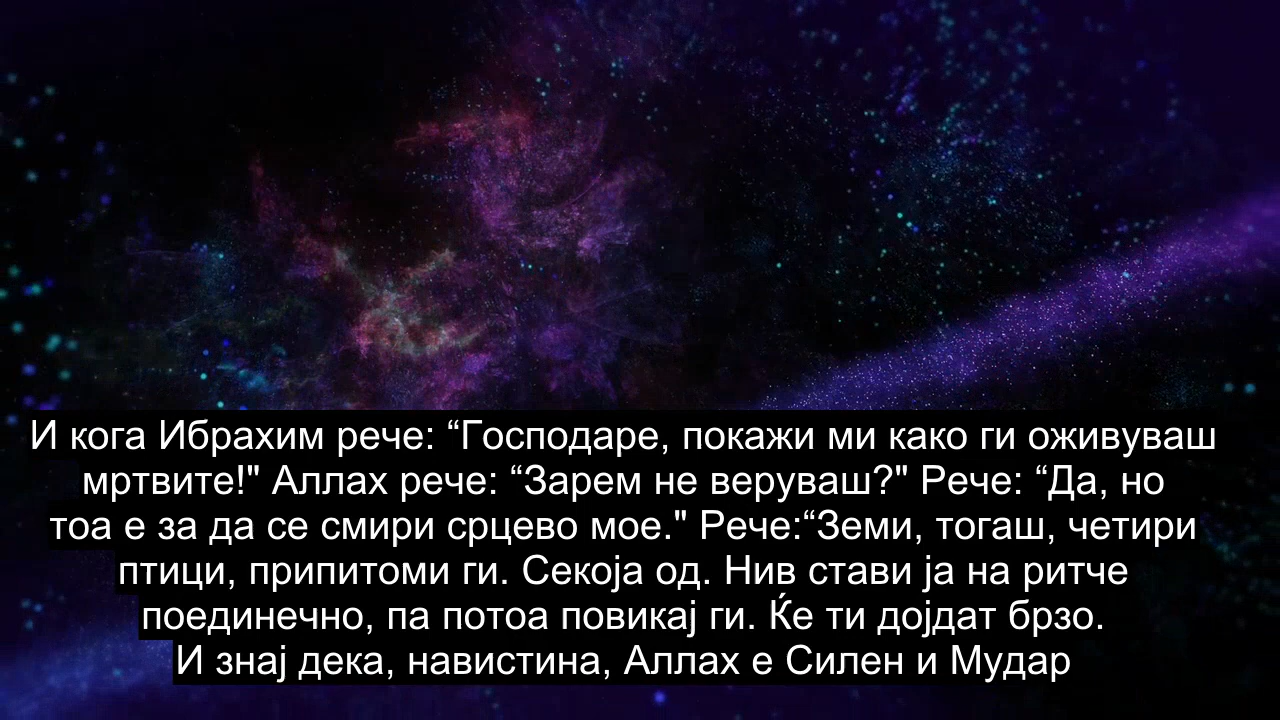 И кога Ибрахим рече: “Господаре, покажи ми како ги оживуваш
мртвите!" Аллах рече: “Зарем не веруваш?" Рече: “Да, но
тоа е за да се смири срцево мое." Рече:“Земи, тогаш, четири
птици, припитоми ги. Секоја од. Нив стави ја на ритче
поединечно, па потоа повикај ги. Ќе ти дојдат брзо.
И знај дека, навистина, Аллах е Силен и Мудар